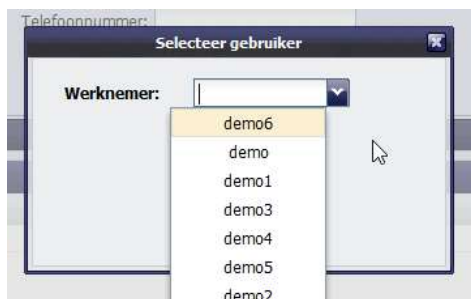 Telefoonnummer:
Selecteer gebruiker
Werknemer:
demo6
demo
demo1
demo3
demo4
demo5
demo2